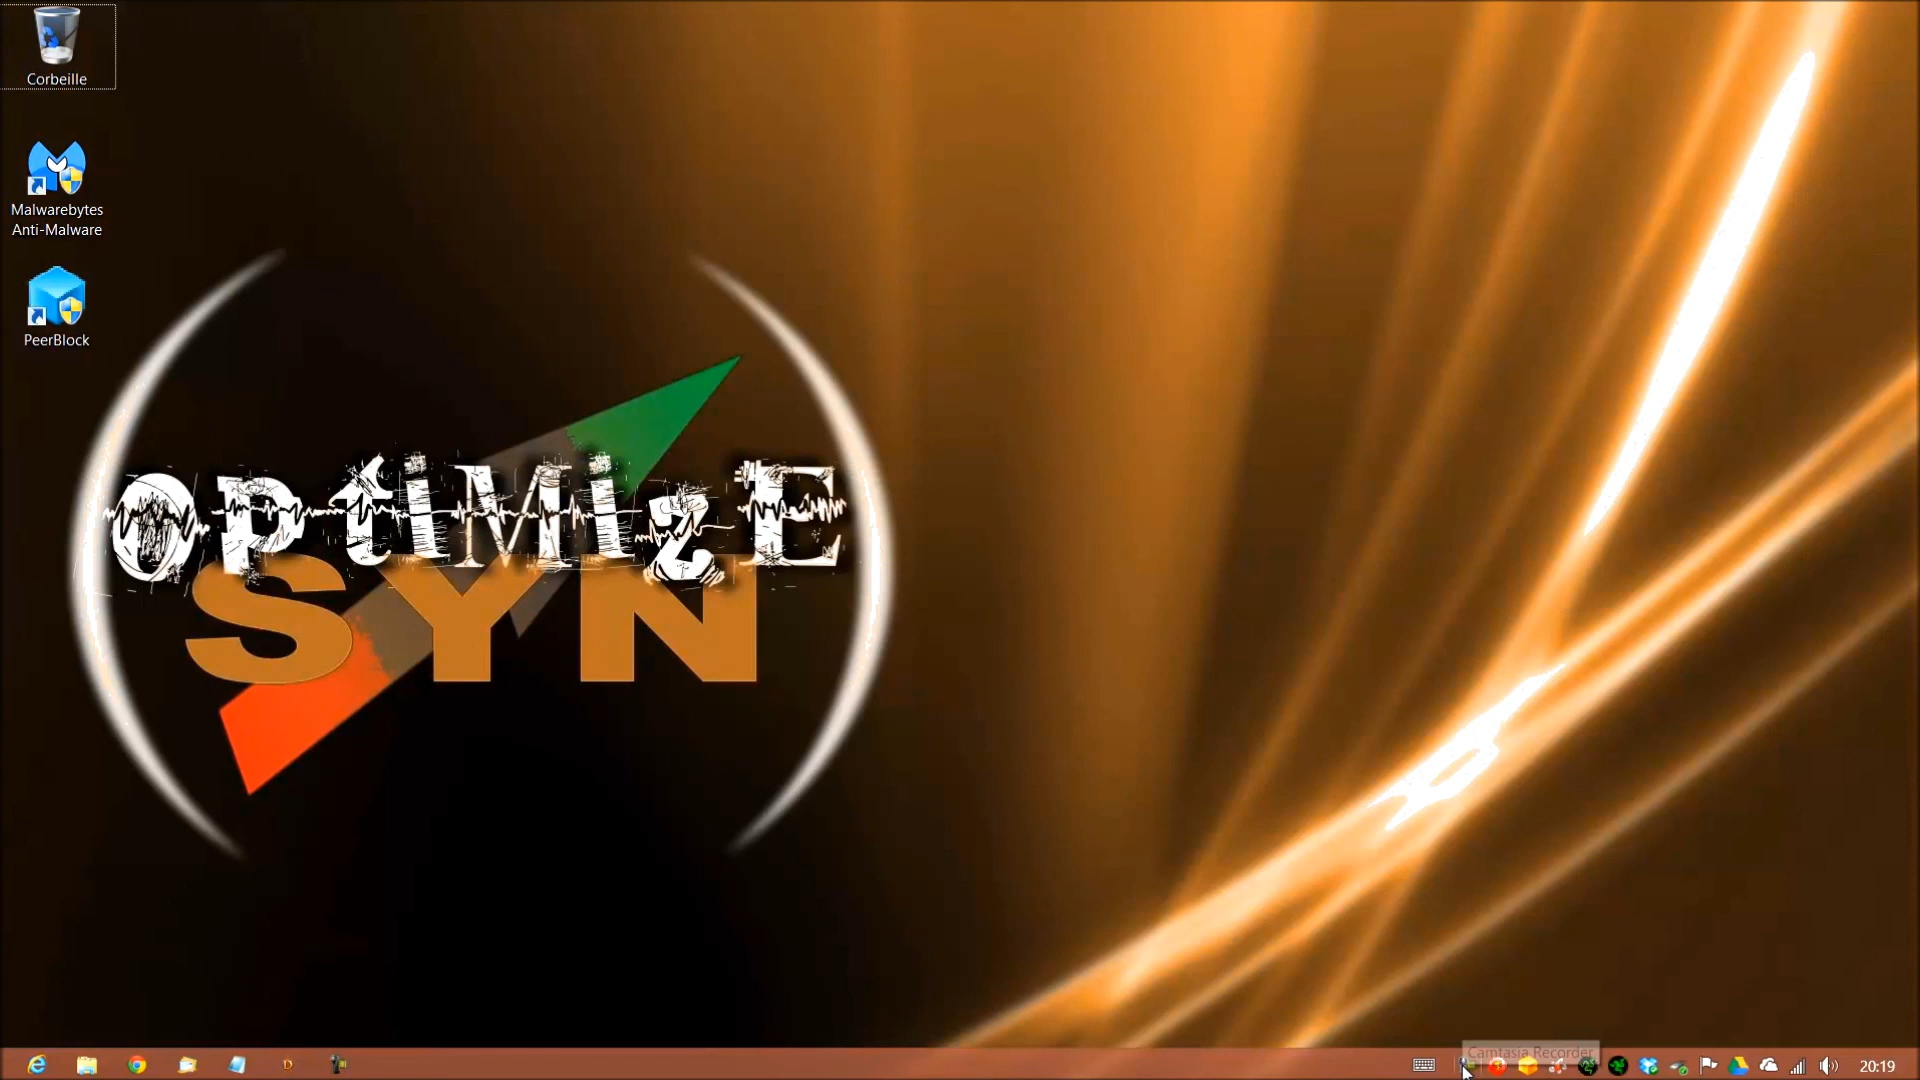 Corbeille
Malwarebytes
Anti-Malware
PeerBlock
OPtiMizE
SYN
Camtasia Recorder
20:19